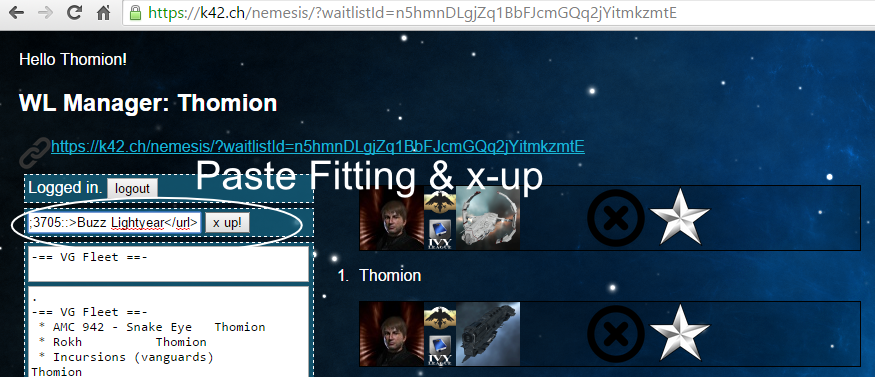 https://k42.ch/nemesis/?waitlistId=n5hmnDLgjZq1BbFJcmGQq2jYitmkzmtE
Hello Thomion!
WL Manager: Thomion
https://k42.ch/nemesis/?waitlistId=n5hmnDLgjZq1BbFJcmGQq2jYitmkzmtE
Paste Fitting & x-up
Logged in. logout
;3705::>Buzz Lightyear</url> x up!
IVY LEAGUE
-== VG Fleet ==-
1. Thomion
.
-== VG Fleet ==-
* AMC 942 - Snake Eye Thomion
* Rokh Thomion
* Incursions (vanguards)
Thomion
IVY LEAGUE